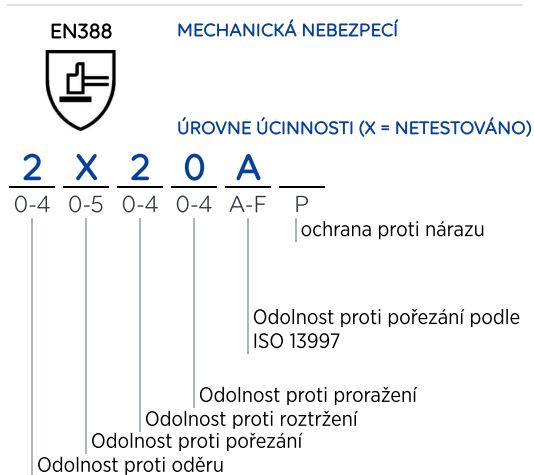 EN388
MECHANICKÁ NEBEZPECÍ
ÚROVNE ÚCINNOSTI (X = NETESTOVÁNO)
2 X 2 0 A
0-4 0-5 0-4 0-4 A-F P
ochrana proti nárazu
Odolnost proti pořezání podle
ISO 13997
Odolnost proti proražení
Odolnost proti roztržení
Odolnost proti pořezání
Odolnost proti oděru